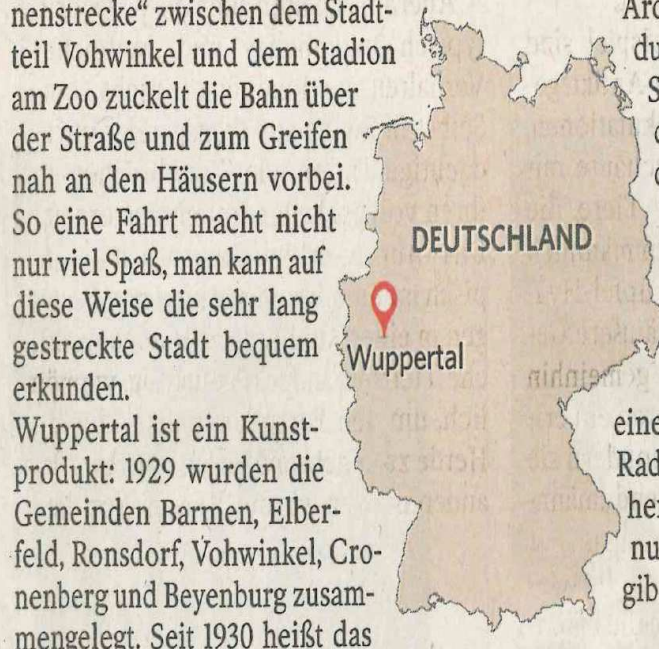 nenstrecke“ zwischen dem Stadt-
teil Vohwinkel und dem Stadion
am Zoo zuckelt die Bahn über
der Straße und zum Greifen
nah an den Häusern vorbei.
So eine Fahrt macht nicht
nur viel Spaß, man kann auf
diese Weise die sehr lang
gestreckte Stadt bequem
erkunden.
Wuppertal ist ein Kunst-
produkt: 1929 wurden die
Gemeinden Barmen, Elber-
feld, Ronsdorf, Vohwinkel, Cro-
nenberg und Beyenburg zusam-
mengelegt. Seit 1930 heißt das
DEUTSCHLAND
Wuppertal
du
S
eine
Rad
nu
gib